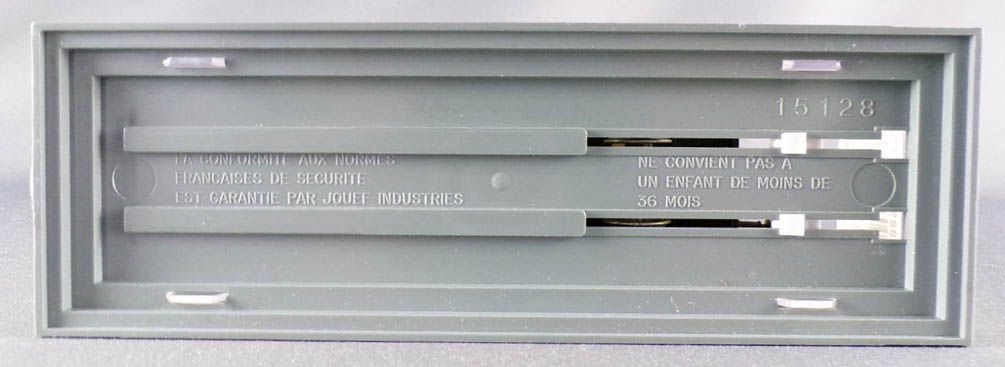 15128
LA CONFORMITE AUX NORMES
FRANCAISES DE SECURITE
EST GARANTIE PAR JOUEF INDUSTRIES
NE CONVIENT PAS A
UN ENFANT DE MOINS DE
36 MOIS